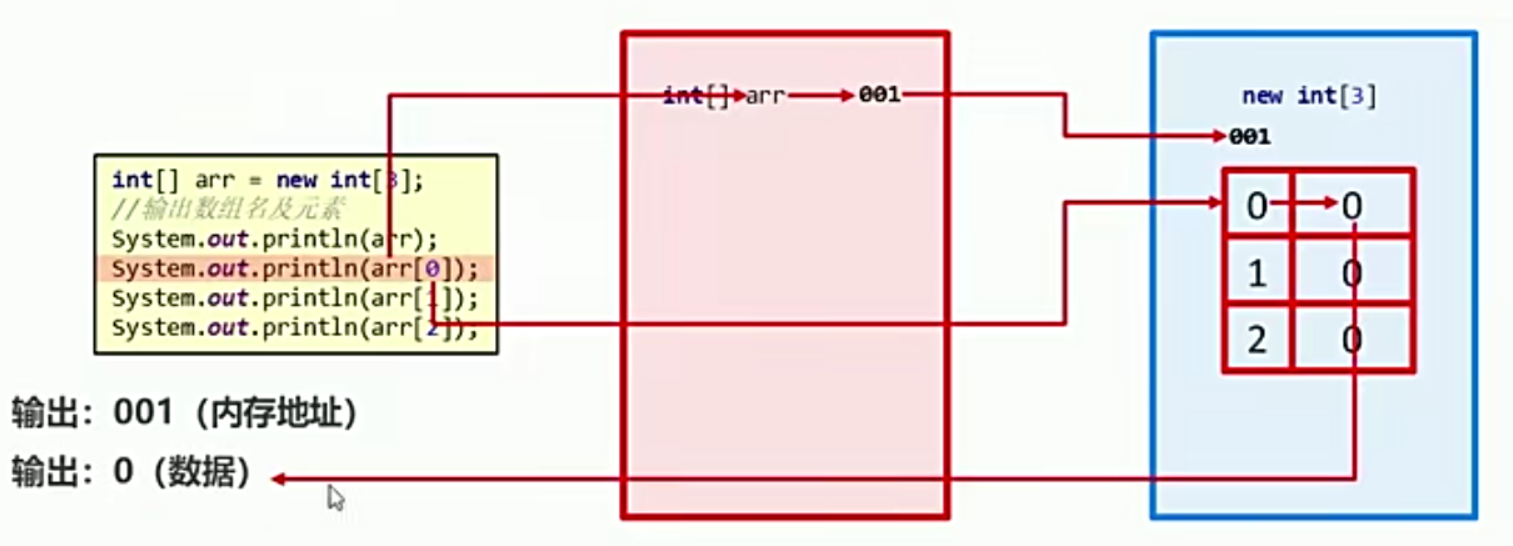 int[] arr = new int[3];
//输出数组名及元素
System.out.println(arr);
System.out.println(arr[0]);
System.out.println(arr[1]);
System.out.println(arr[2]);
输出：001（内存地址）
输出：0（数据）
int[] arr 001
new int[3]
001
0 0
1 0
2 0